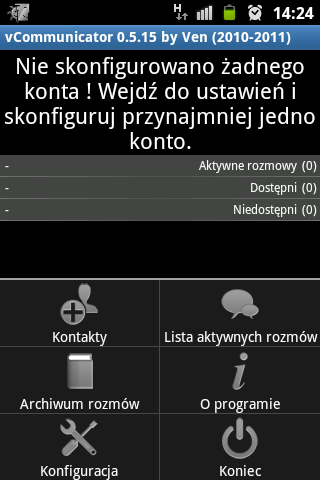 H 14:24
vCommunicator 0.5.15 by Ven (2010-2011)
Nie skonfigurowano żadnego
konta ! Wejdź do ustawień i
skonfiguruj przynajmniej jedno
konto.
- Aktywne rozmowy (0)
- Dostępni (0)
- Niedostępni (0)
Kontakty Lista aktywnych rozmów
Archiwum rozmów O programie
Konfiguracja Koniec